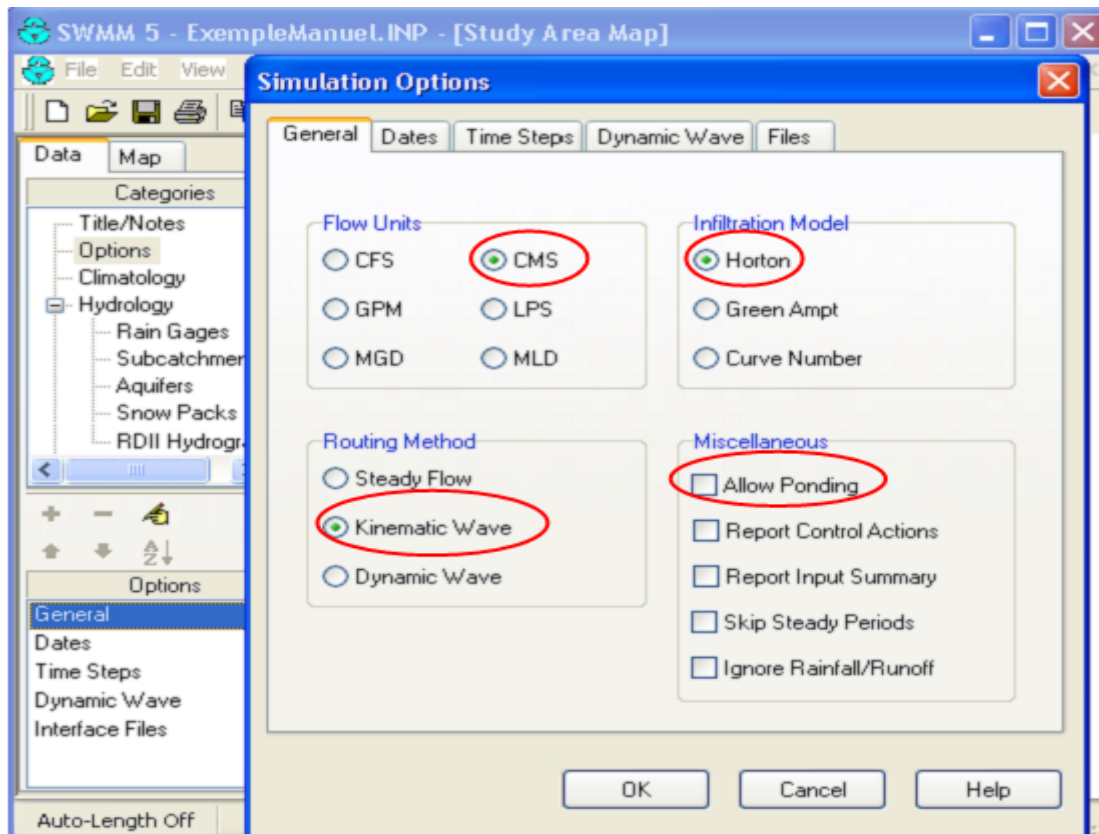 SWMM 5 - ExempleManuel.INP - [Study Area Map]
File Edit View
Simulation Options
Data Map
Categories
Title/Notes
Options
Climatology
Hydrology
Rain Gages
Subcatchmen
Aquifers
Snow Packs
RDII Hydrogr
Options
General
Dates
Time Steps
Dynamic Wave
Interface Files
Auto-Length Off
General Dates Time Steps Dynamic Wave Files
Flow Units
CFS CMS
GPM LPS
MGD MLD
Infiltration Model
Horton
Green Ampt
Curve Number
Routing Method
Steady Flow
Kinematic Wave
Dynamic Wave
Miscellaneous
Allow Ponding
Report Control Actions
Report Input Summary
Skip Steady Periods
Ignore Rainfall/Runoff
OK Cancel Help